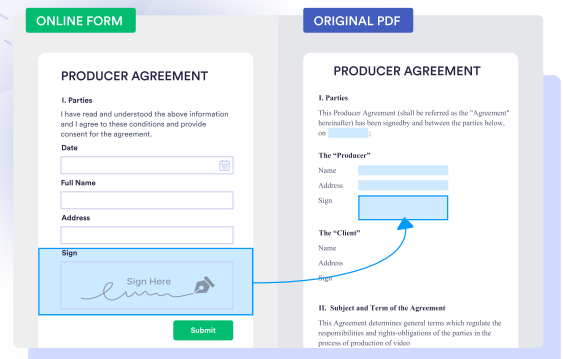 ONLINE FORM
PRODUCER AGREEMENT
I. Parties
I have read and understood the above information
and I agree to these conditions and provide
consent for the agreement.
Date
Full Name
Address
Sign
Sign Here
Submit
ORIGINAL PDF
PRODUCER AGREEMENT
I. Parties
This Producer Agreement (shall be referred as the "Agreement"
hereinafter) has been signedby and between the parties below,
on ;
The “Producer”
Name
Address
Sign
The “Client”
Name
Address
Sign
II. Subject and Term of the Agreement
This Agreement determines general terms which regulate the
responsibilities and rights-obligations of the parties in the
process of production of video